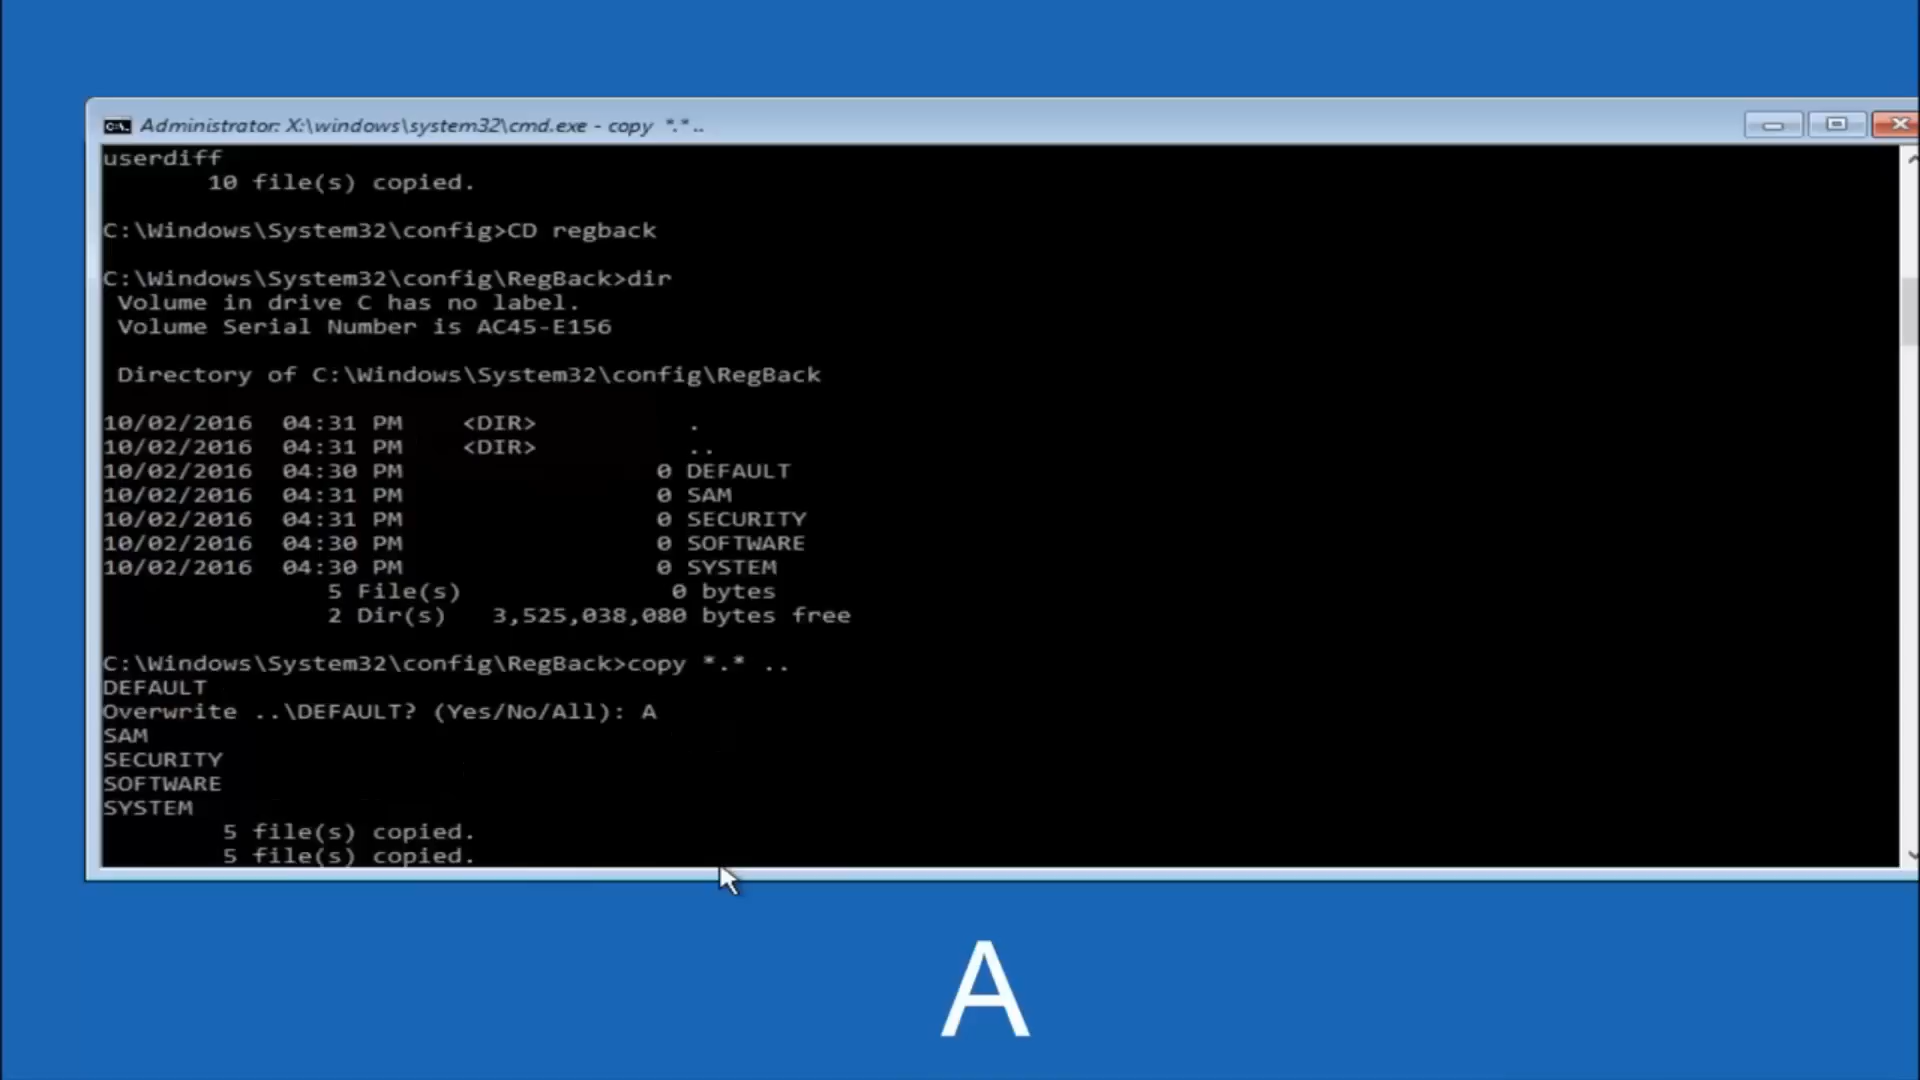 Administrator: X:\windows\system32\cmd.exe - copy *.* ..
userdiff
10 file(s) copied.
C:\Windows\System32\config>CD regback
C:\Windows\System32\config\RegBack>dir
Volume in drive C has no label.
Volume Serial Number is AC45-E156
Directory of C:\Windows\System32\config\RegBack
10/02/2016 04:31 PM <DIR> .
10/02/2016 04:31 PM <DIR> ..
10/02/2016 04:30 PM 0 DEFAULT
10/02/2016 04:31 PM 0 SAM
10/02/2016 04:31 PM 0 SECURITY
10/02/2016 04:30 PM 0 SOFTWARE
10/02/2016 04:30 PM 0 SYSTEM
5 File(s) 0 bytes
2 Dir(s) 3,525,038,080 bytes free
C:\Windows\System32\config\RegBack>copy *.* ..
DEFAULT
Overwrite ..\DEFAULT? (Yes/No/All): A
SAM
SECURITY
SOFTWARE
SYSTEM
5 file(s) copied.
5 file(s) copied.
A